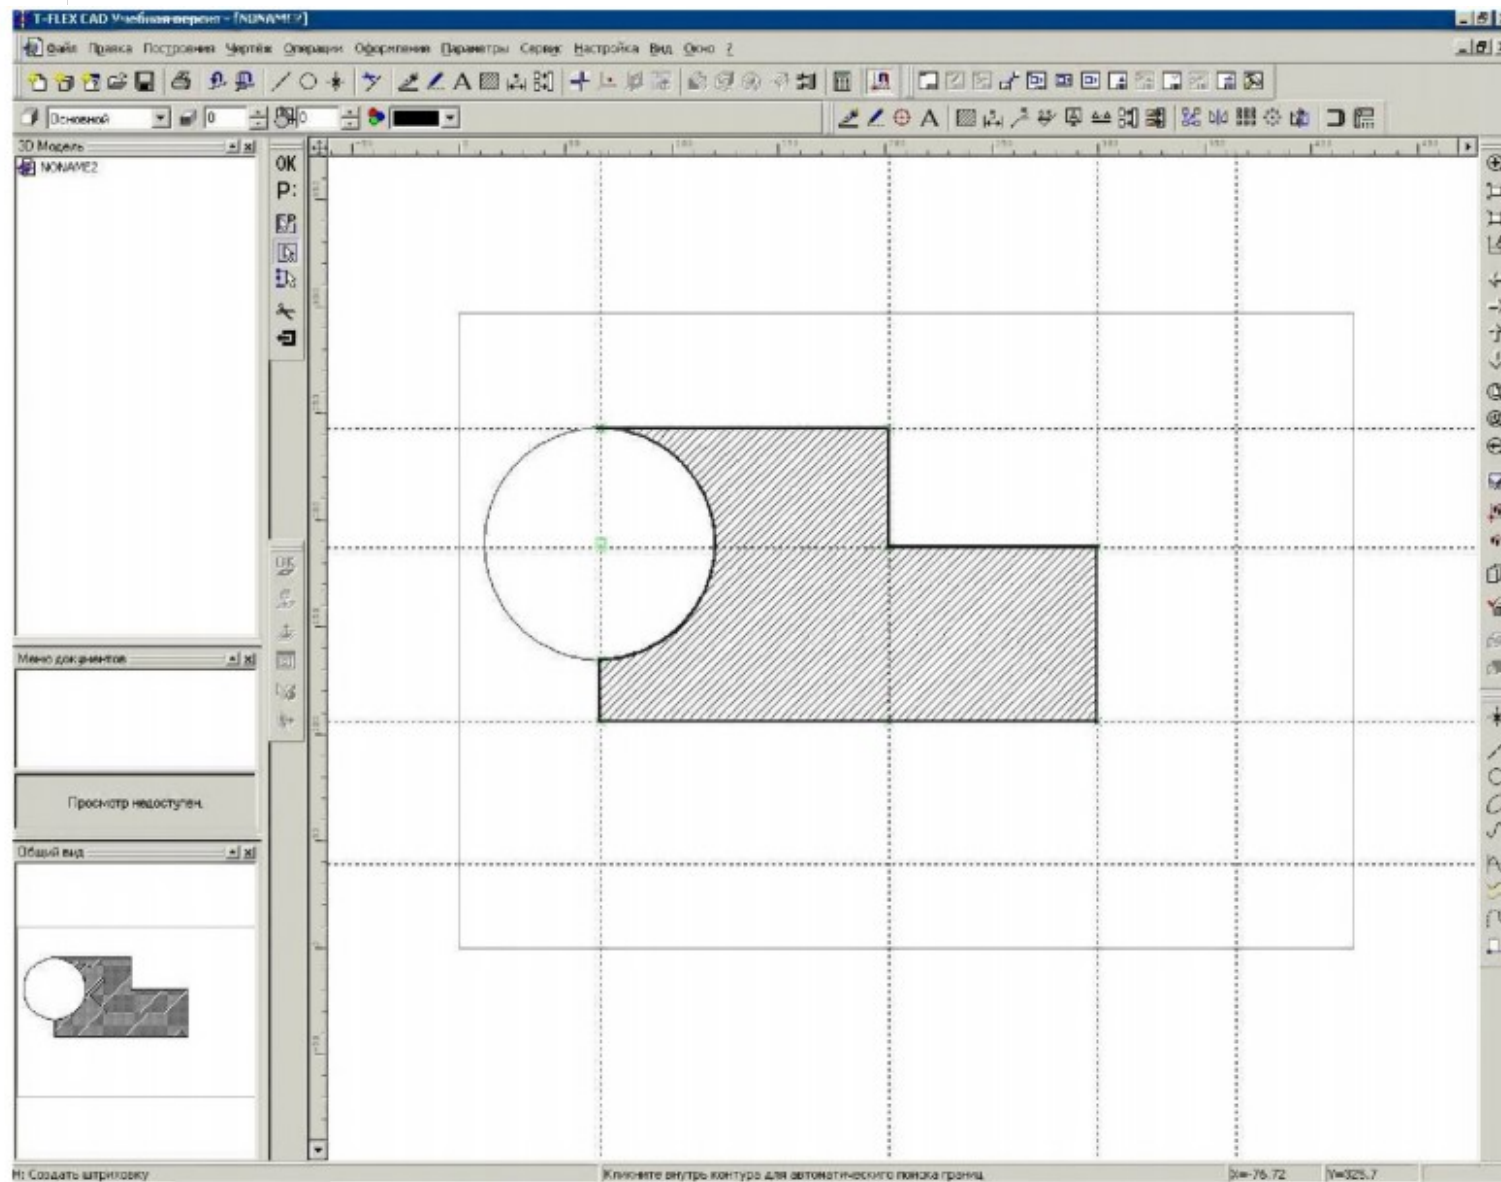 T-FLEX CAD Учебная версия - [NONAME2]
Файл Правка Построения Чертёж Операции Оформление Параметры Сервис Настройка Вид Окно ?
Основной 0 0
3D Модель
NONAME2
OK
P:
Меню документов
Просмотр недоступен.
Общий вид
H: Создать штриховку
Кликните внутрь контура для автоматического поиска границ
X=-76.72
Y=325.7